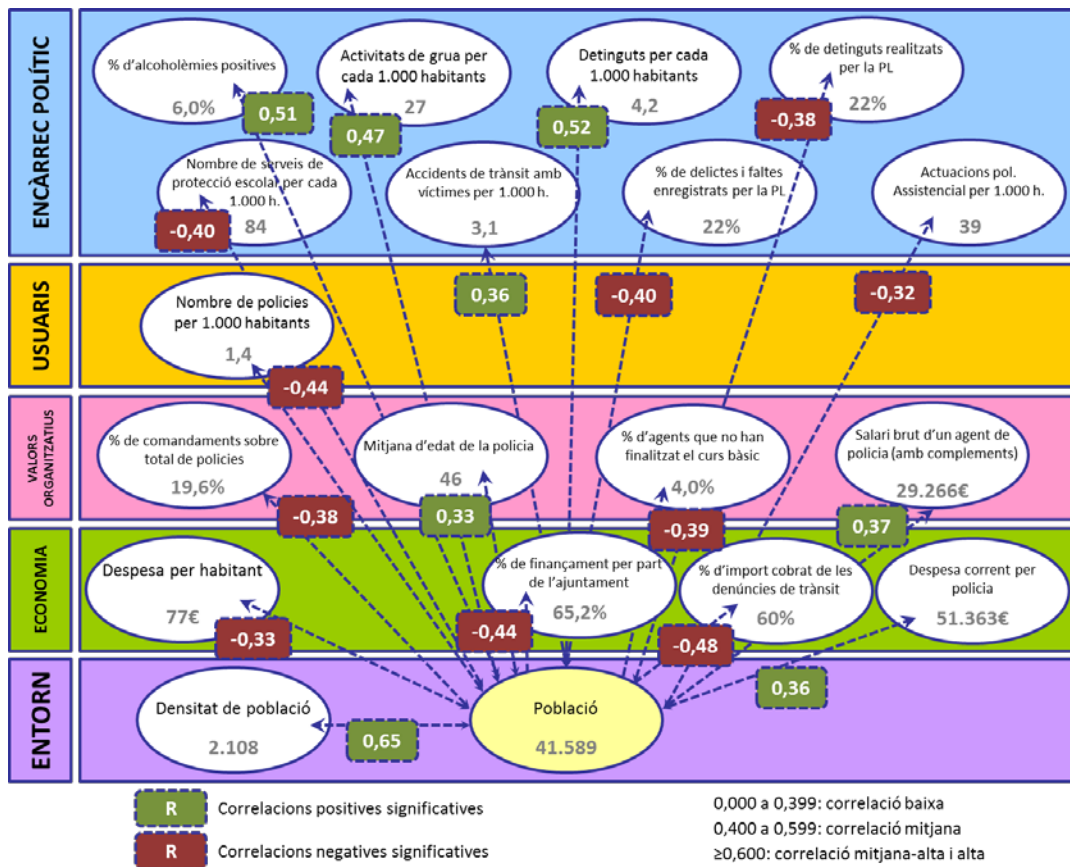 ENCÀRREC POLÍTIC
% d'alcoholèmies positives
6,0%
0,51
Activitats de grua per
cada 1.000 habitants
27
0,47
Detinguts per cada
1.000 habitants
4,2
0,52
% de detinguts realitzats
per la PL
22%
-0,38
Nombre de serveis de
protecció escolar per cada
1.000 h.
84
-0,40
Accidents de trànsit amb
víctimes per 1.000 h.
3,1
0,36
% de delictes i faltes
enregistrats per la PL
22%
-0,40
Actuacions pol.
Assistencial per 1.000 h.
39
-0,32
USUARIS
Nombre de policies
per 1.000 habitants
1,4
-0,44
VALORS
ORGANITZATIUS
% de comandaments sobre
total de policies
19,6%
-0,38
Mitjana d'edat de la policia
46
0,33
% d'agents que no han
finalitzat el curs bàsic
4,0%
-0,39
Salari brut d'un agent de
policia (amb complements)
29.266€
0,37
ECONOMIA
Despesa per habitant
77€
-0,33
% de finançament per part
de l'ajuntament
65,2%
-0,44
% d'import cobrat de les
denúncies de trànsit
60%
-0,48
Despesa corrent per
policia
51.363€
0,36
ENTORN
Densitat de població
2.108
0,65
Població
41.589
R Correlacions positives significatives
R Correlacions negatives significatives
0,000 a 0,399: correlació baixa
0,400 a 0,599: correlació mitjana
≥0,600: correlació mitjana-alta i alta